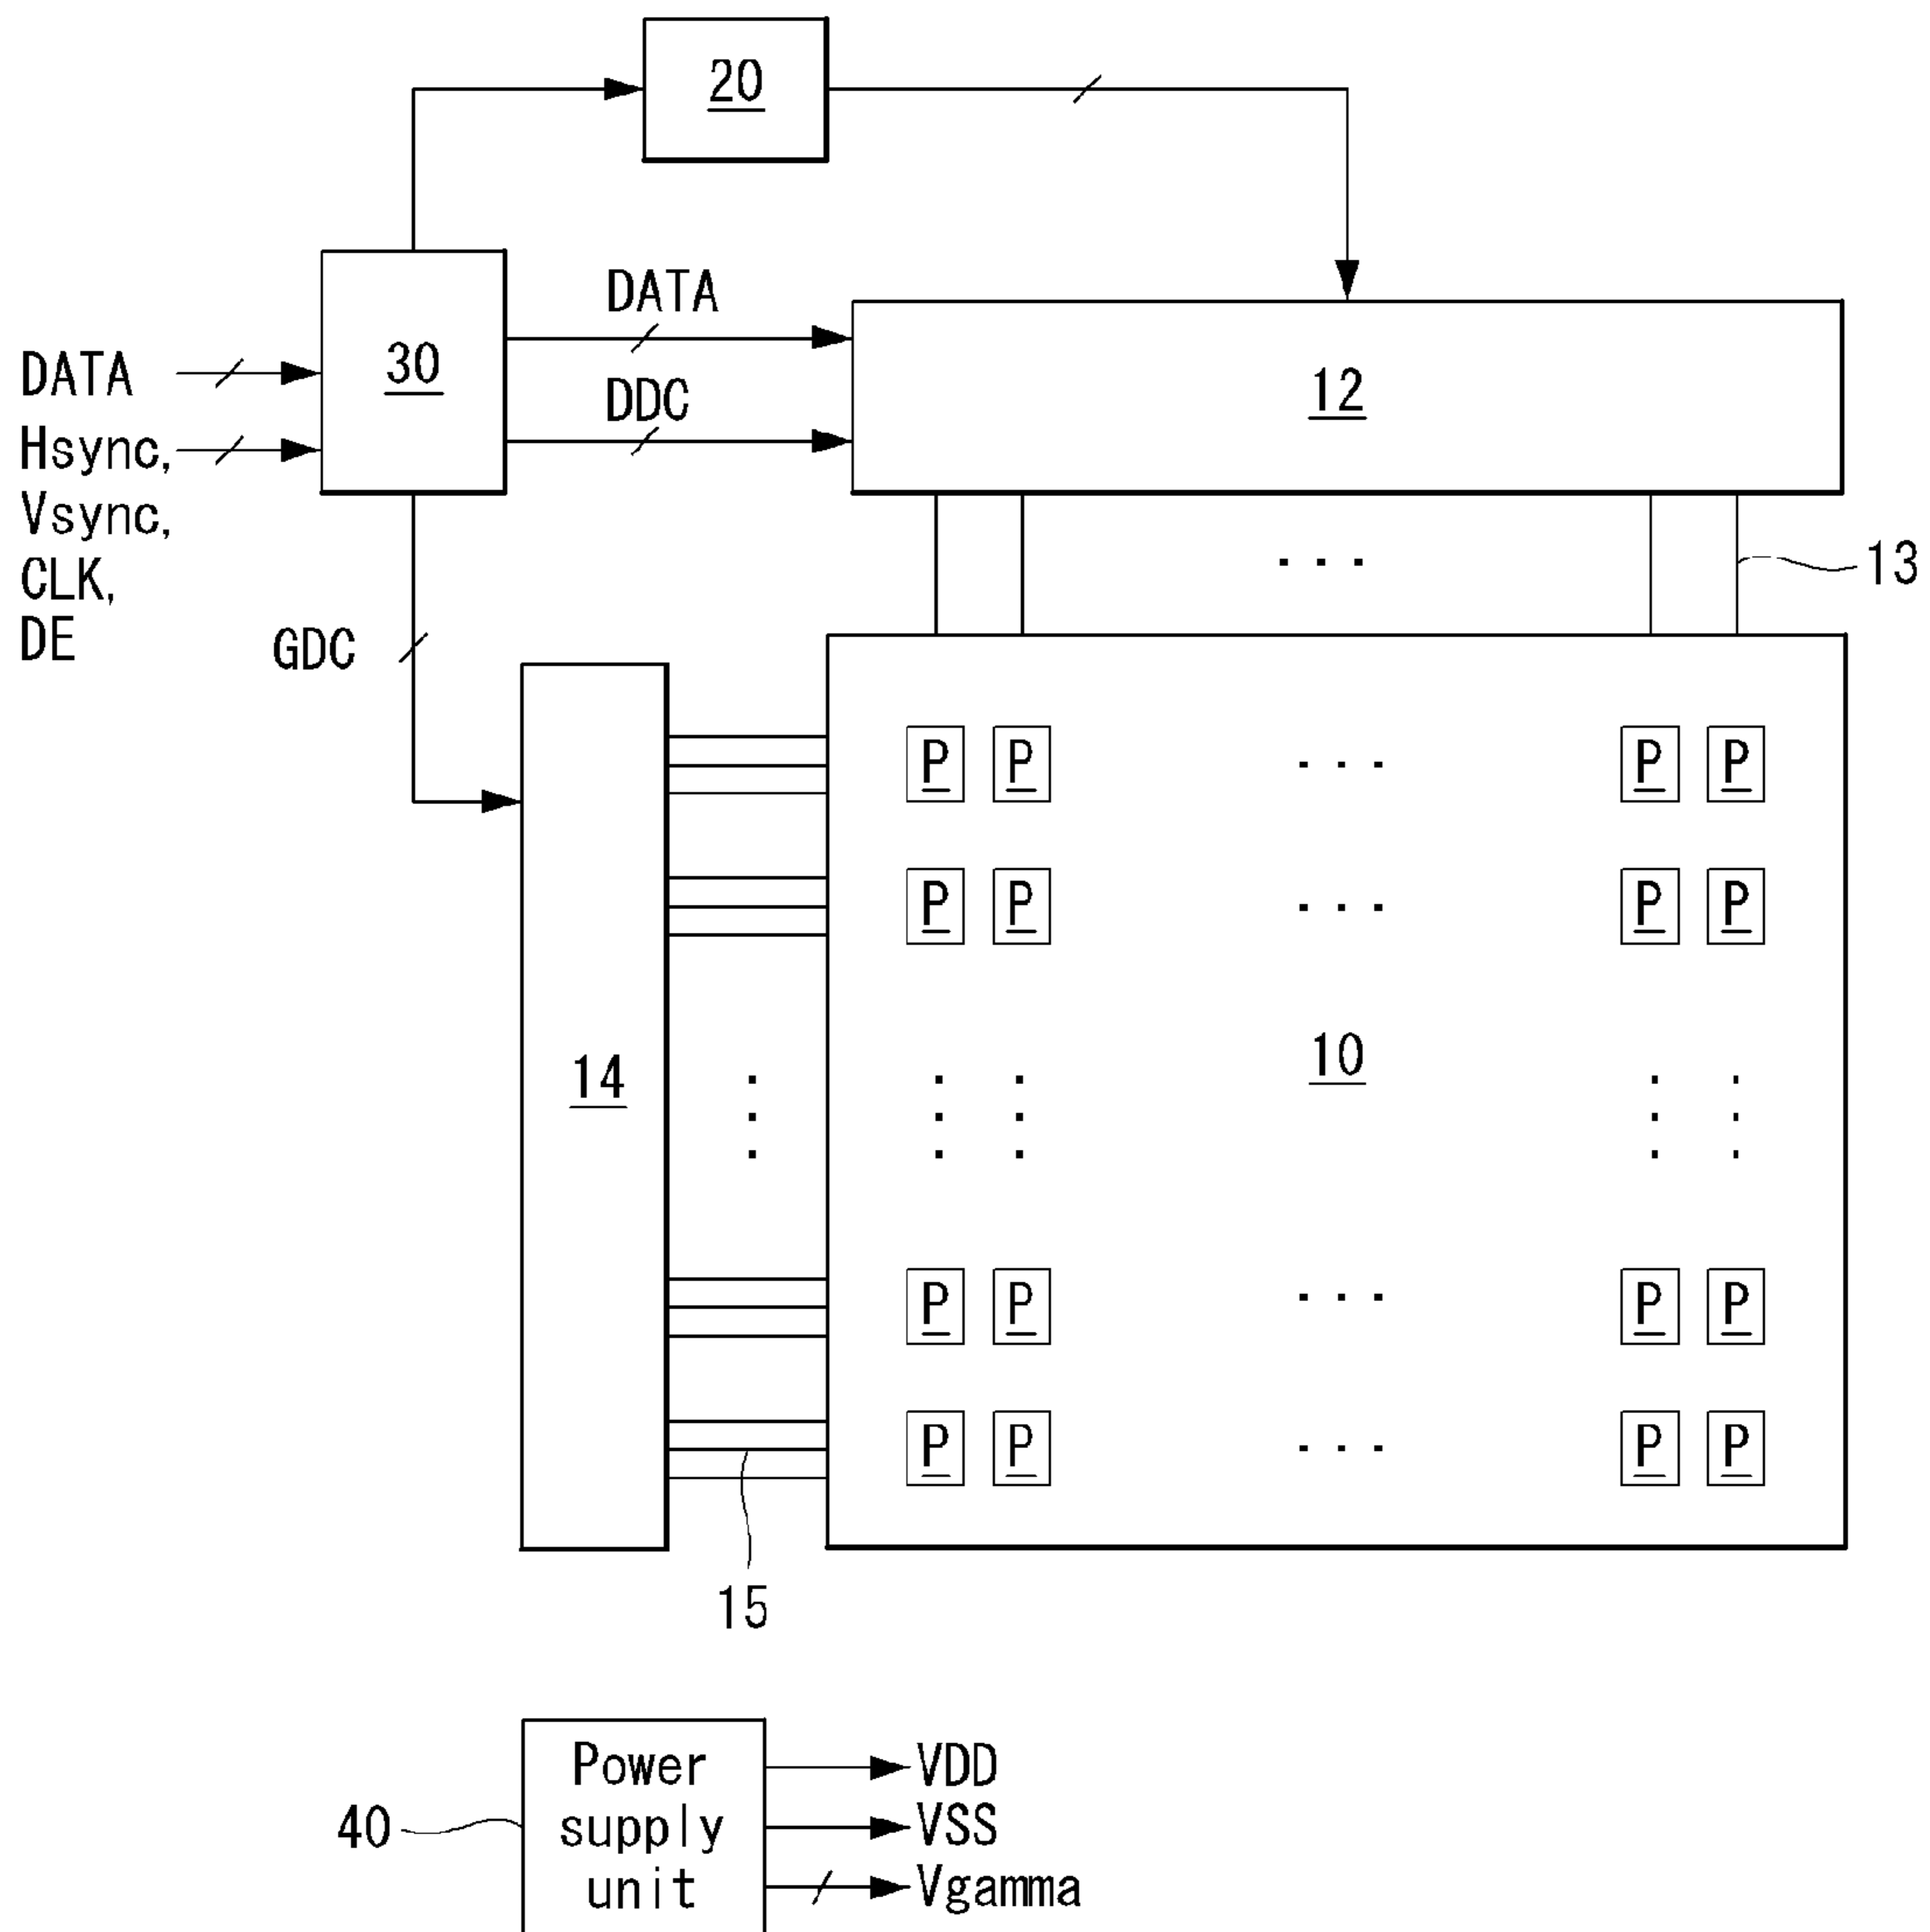 20
DATA
30
DATA
12
DDC
Hsync,
Vsync,
CLK,
DE
13
GDC
P P ... P P
P P ... P P
10
14
P P ... P P
P P ... P P
15
Power
supply
unit
40
VDD
VSS
Vgamma